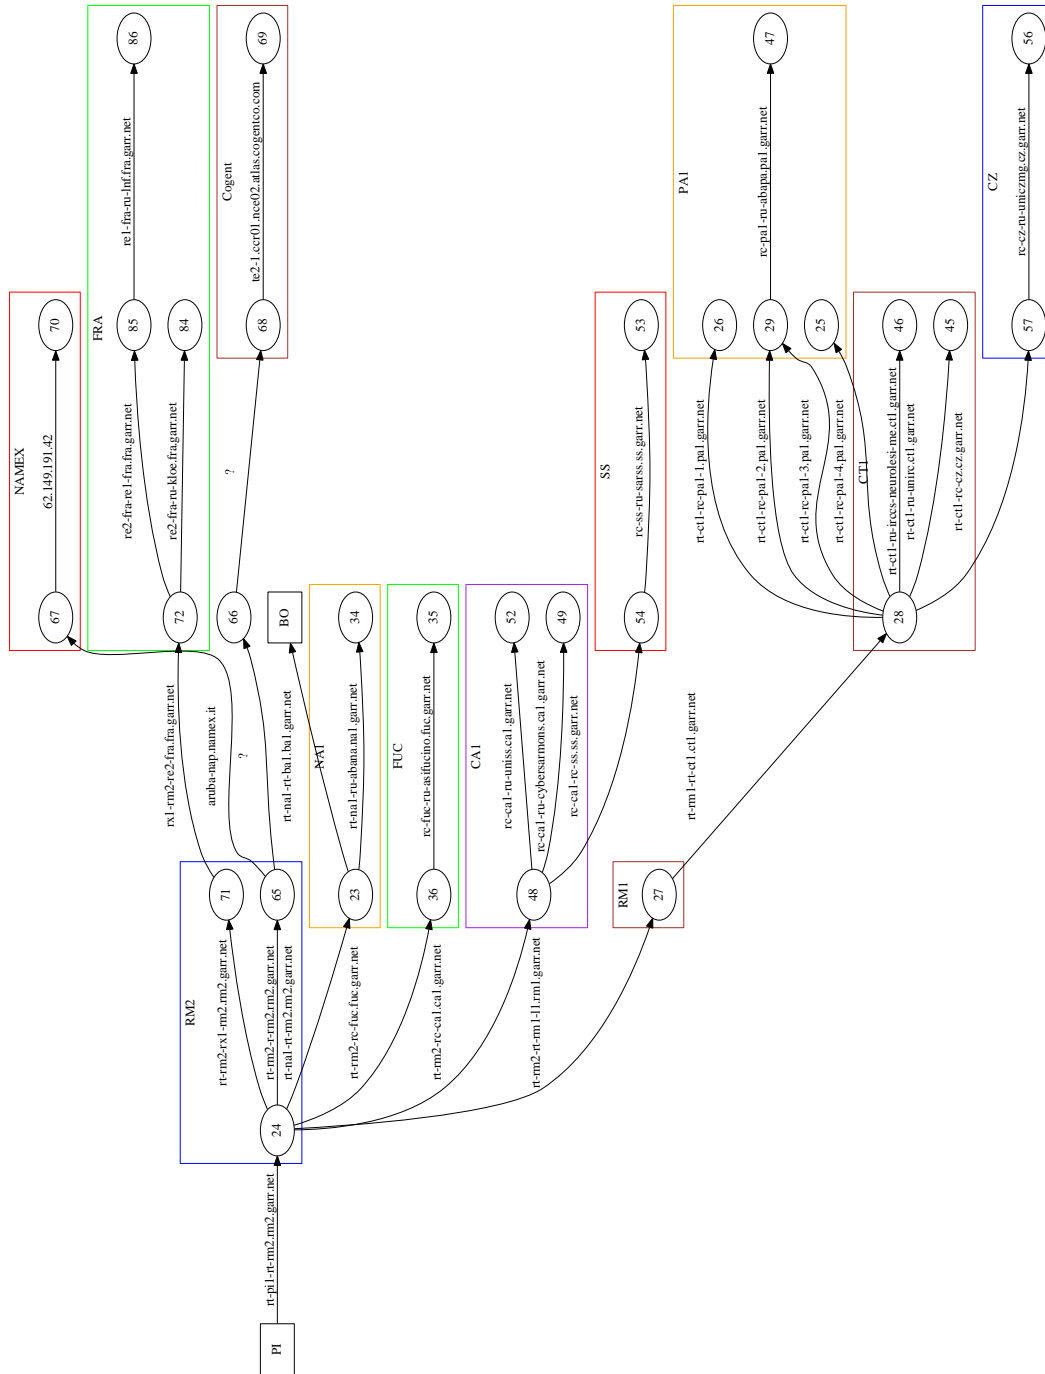 NAMEX
67
62.149.191.42
70
FRA
72
re2-fra-re1-fra.fra.garr.net
85
re1-fra-ru-lnf.fra.garr.net
86
re2-fra-ru-kloe.fra.garr.net
84
Cogent
66
?
68
te2-1.ccr01.nce02.atlas.cogentco.com
69
rx1-rm2-re2-fra.fra.garr.net
aruba-nap.namex.it
?
rt-na1-rt-ba1.ba1.garr.net
BO
RM2
71
65
rt-rm2-rx1-rm2.rm2.garr.net
rt-rm2-r-rm2.rm2.garr.net
rt-na1-rt-rm2.rm2.garr.net
24
rt-pi1-rt-rm2.rm2.garr.net
PI
NA1
23
rt-na1-ru-abana.na1.garr.net
34
rt-rm2-rc-fuc.fuc.garr.net
FUC
36
rc-fuc-ru-asifucino.fuc.garr.net
35
rt-rm2-rc-ca1.ca1.garr.net
CA1
48
rc-ca1-ru-uniss.ca1.garr.net
52
rc-ca1-ru-cybersarmons.ca1.garr.net
49
rc-ca1-rc-ss.ss.garr.net
rt-rm2-rt-rm1-l1.rm1.garr.net
SS
54
rc-ss-ru-sarss.ss.garr.net
53
RM1
27
rt-rm1-rt-ct1.ct1.garr.net
PA1
rt-ct1-rc-pa1-1.pa1.garr.net
26
rt-ct1-rc-pa1-2.pa1.garr.net
29
rc-pa1-ru-abapa.pa1.garr.net
47
rt-ct1-rc-pa1-3.pa1.garr.net
25
rt-ct1-rc-pa1-4.pa1.garr.net
CT1
28
rt-ct1-ru-irccs-neurolesi-me.ct1.garr.net
46
rt-ct1-ru-unirc.ct1.garr.net
45
rt-ct1-rc-cz.cz.garr.net
CZ
57
rc-cz-ru-uniczmg.cz.garr.net
56